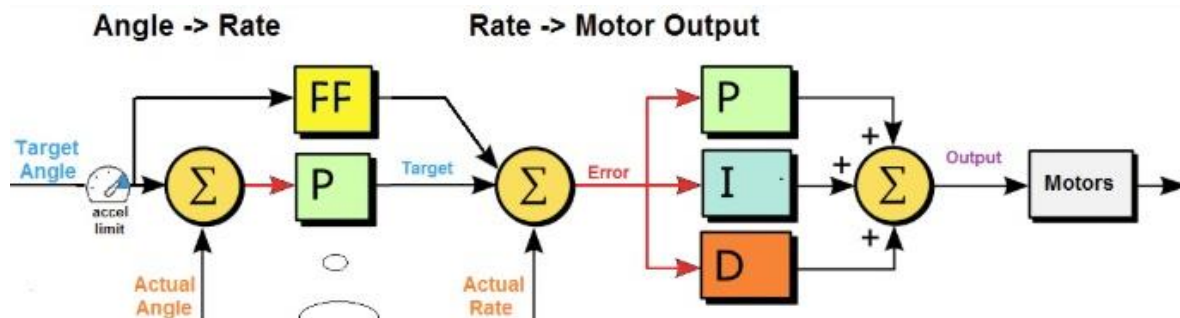 Angle -> Rate
Rate -> Motor Output
FF
P
Target
Angle
accel
limit
Σ
P
Target
Σ
Error
P
I
D
+
+
+
Σ
Output
Motors
Actual
Angle
Actual
Rate